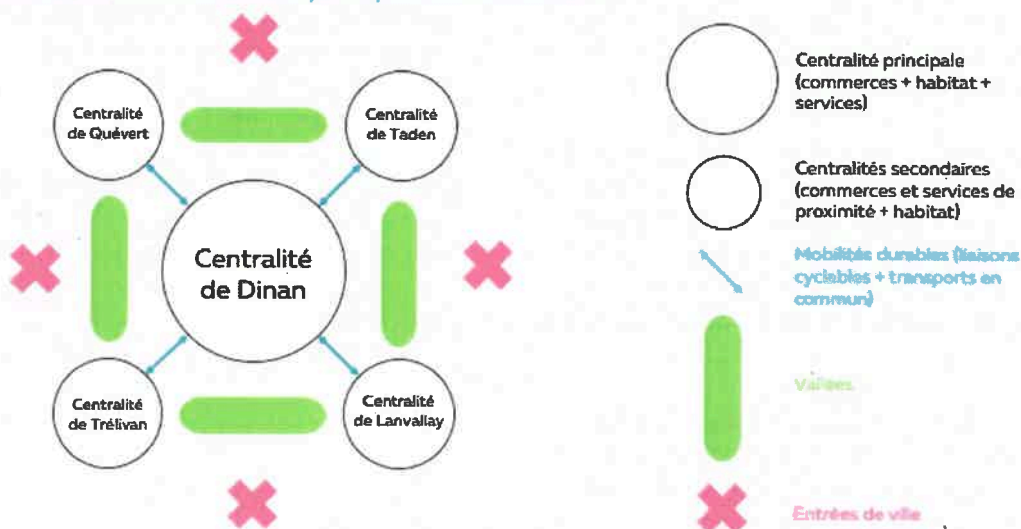 Centralité
de Quévert
Centralité
de Taden
Centralité
de Dinan
Centralité
de Trélivan
Centralité
de Lanvallay
Centralité principale
(commerces + habitat +
services)
Centralités secondaires
(commerces et services de
proximité + habitat)
Mobilités durables (liaisons
cyclables + transports en
commun)
Vallées
Entrées de ville